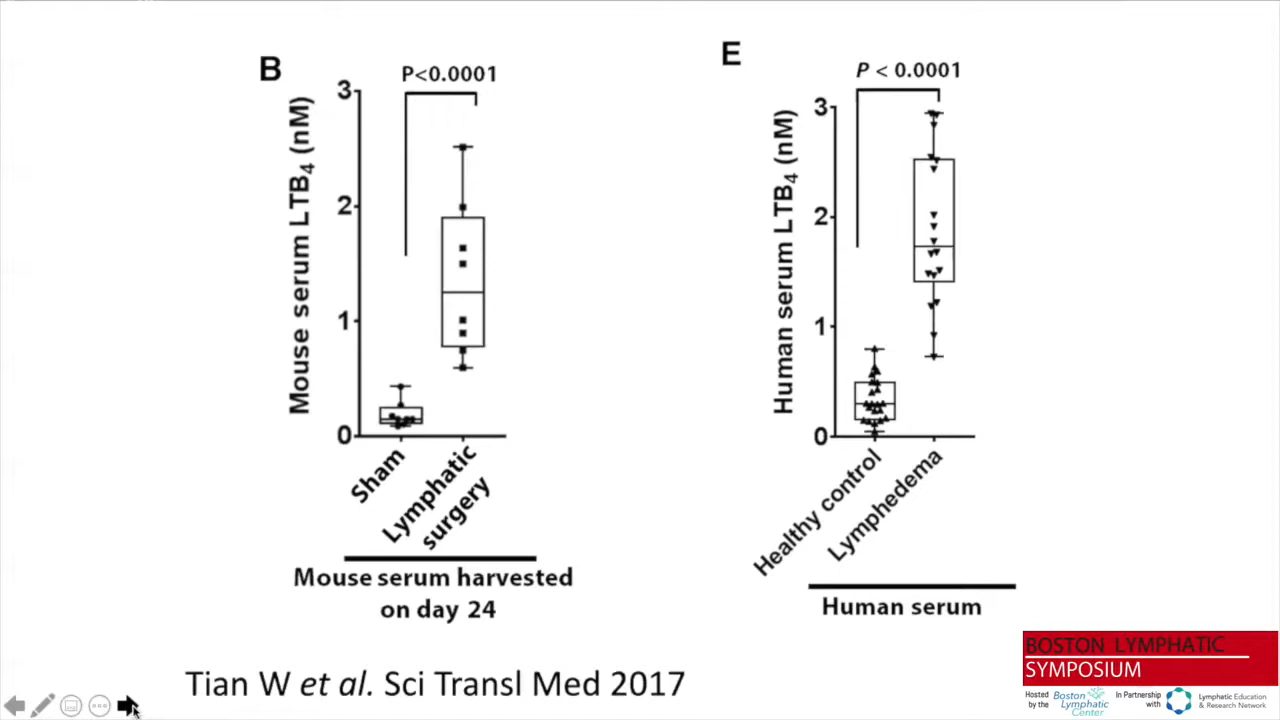 B
P<0.0001
Mouse serum LTB4 (nM)
3
2
1
0
Sham
Lymphatic
surgery
Mouse serum harvested
on day 24
E
P < 0.0001
Human serum LTB4 (nM)
3
2
1
0
Healthy control
Lymphedema
Human serum
Tian W et al. Sci Transl Med 2017
BOSTON LYMPHATIC
SYMPOSIUM
Hosted
by the
Boston
Lymphatic
Center
In Partnership
with
Lymphatic Education
& Research Network